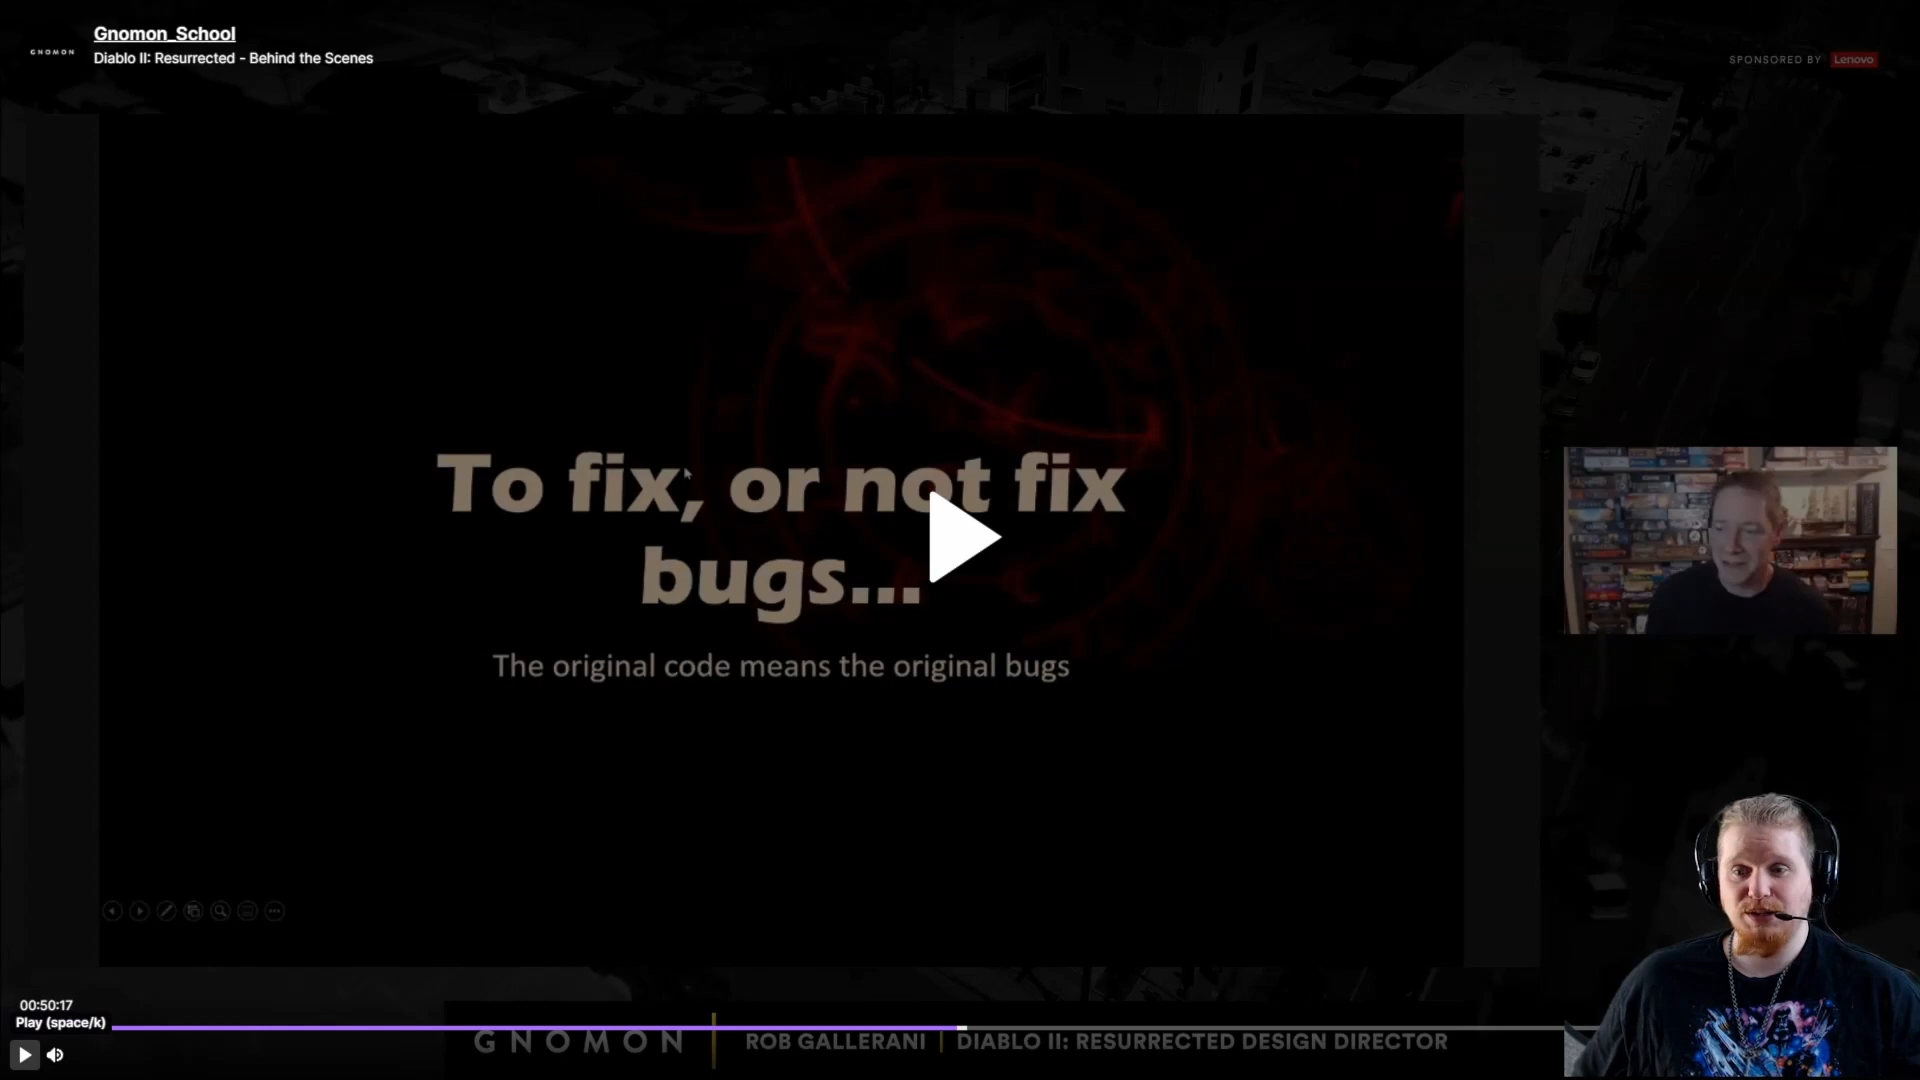 GNOMON
Gnomon_School
Diablo II: Resurrected - Behind the Scenes
SPONSORED BY Lenovo
To fix, or not fix
bugs...
The original code means the original bugs
00:50:17
Play (space/k)
GNOMON
ROB GALLERANI
DIABLO II: RESURRECTED DESIGN DIRECTOR